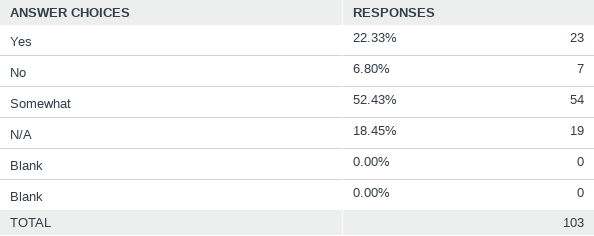 ANSWER CHOICES RESPONSES
Yes 22.33% 23
No 6.80% 7
Somewhat 52.43% 54
N/A 18.45% 19
Blank 0.00% 0
Blank 0.00% 0
TOTAL 103